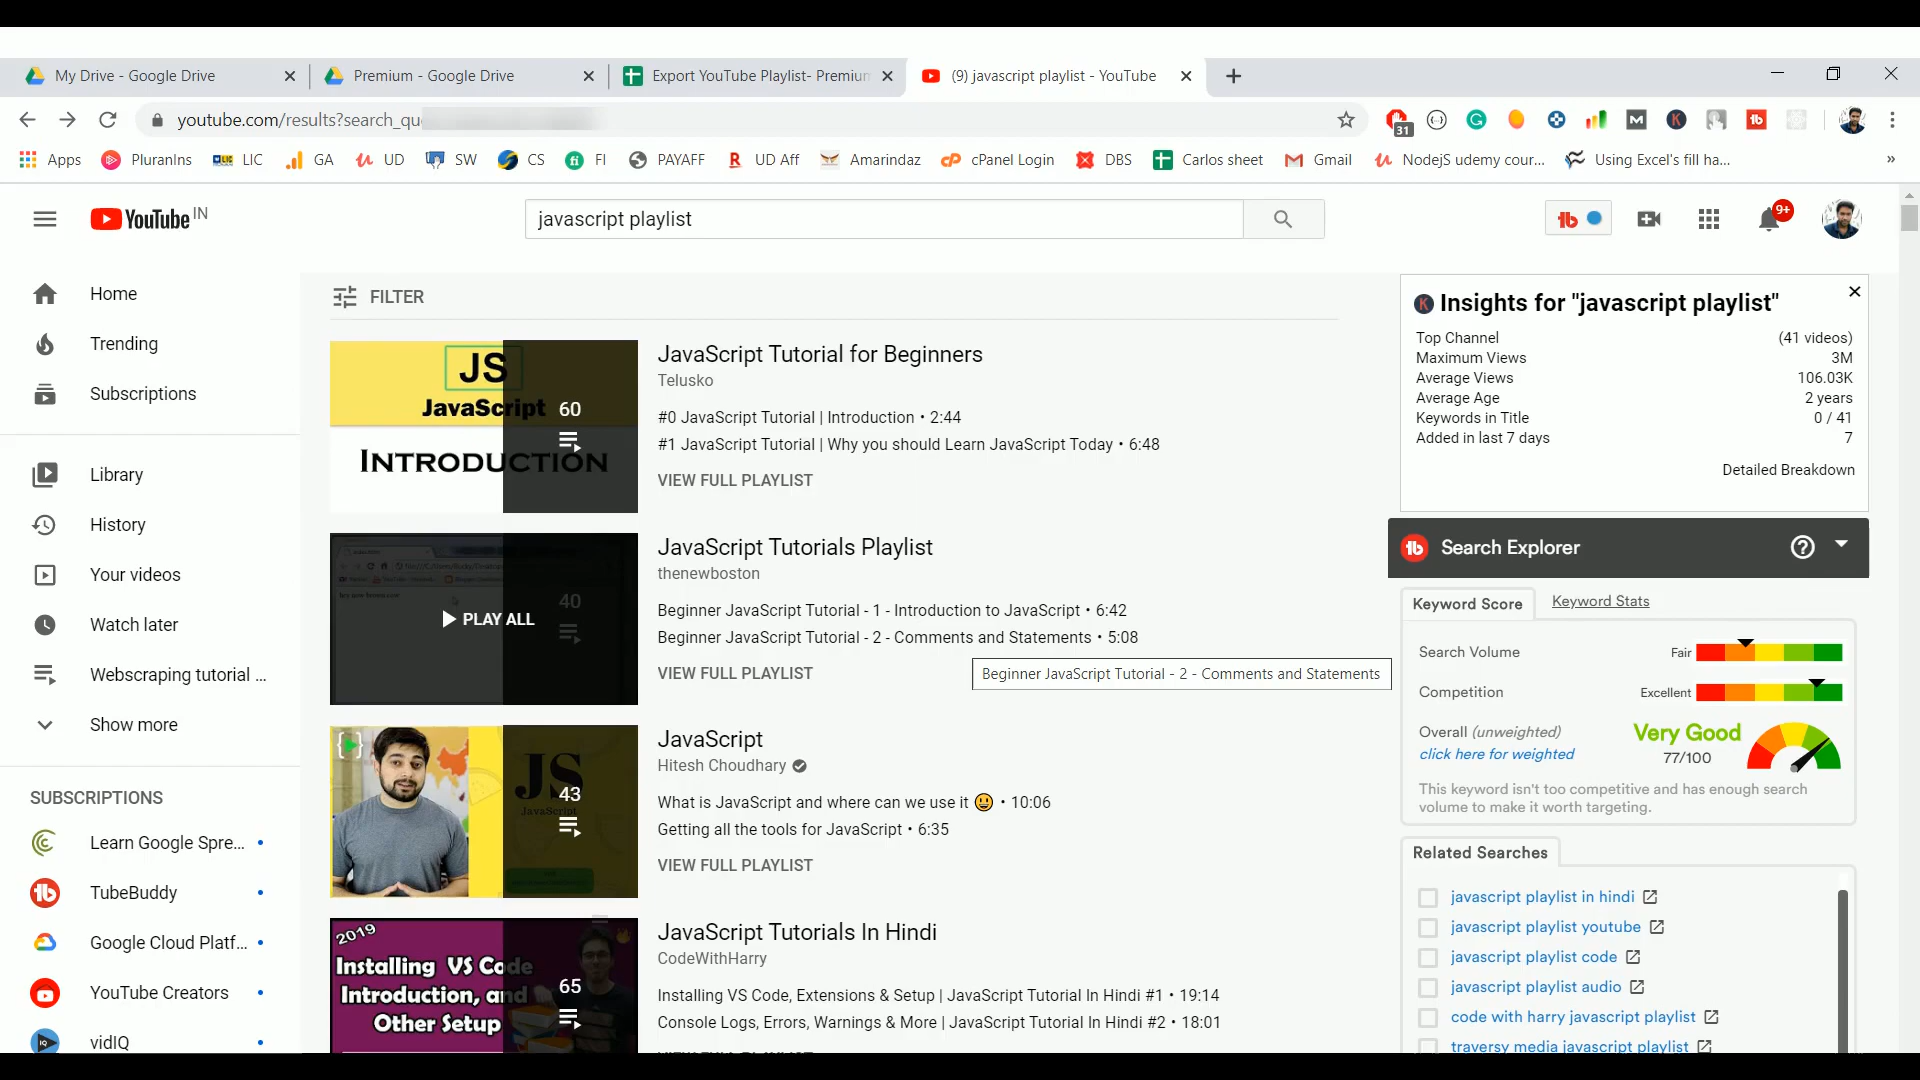 My Drive - Google Drive
Premium - Google Drive
Export YouTube Playlist- Premium
(9) javascript playlist - YouTube
youtube.com/results?search_qu
31
Apps
PluranIns
LIC
GA
UD
SW
CS
FI
PAYAFF
UD Aff
Amarindaz
cPanel Login
DBS
Carlos sheet
Gmail
NodejS udemy cour...
Using Excel's fill ha...
YouTube IN
javascript playlist
9+
Home
Trending
Subscriptions
Library
History
Your videos
Watch later
Webscraping tutorial ...
Show more
SUBSCRIPTIONS
Learn Google Spre...
TubeBuddy
Google Cloud Platf...
YouTube Creators
vidIQ
FILTER
JS
JavaScript
INTRODUCTION
60
JavaScript Tutorial for Beginners
Telusko
#0 JavaScript Tutorial | Introduction • 2:44
#1 JavaScript Tutorial | Why you should Learn JavaScript Today • 6:48
VIEW FULL PLAYLIST
PLAY ALL
40
JavaScript Tutorials Playlist
thenewboston
Beginner JavaScript Tutorial - 1 - Introduction to JavaScript • 6:42
Beginner JavaScript Tutorial - 2 - Comments and Statements • 5:08
VIEW FULL PLAYLIST
Beginner JavaScript Tutorial - 2 - Comments and Statements
JS
JavaScript
43
JavaScript
Hitesh Choudhary
What is JavaScript and where can we use it 😃 • 10:06
Getting all the tools for JavaScript • 6:35
VIEW FULL PLAYLIST
2019
Installing VS Code
Introduction, and
Other Setup
65
JavaScript Tutorials In Hindi
CodeWithHarry
Installing VS Code, Extensions & Setup | JavaScript Tutorial In Hindi #1 • 19:14
Console Logs, Errors, Warnings & More | JavaScript Tutorial In Hindi #2 • 18:01
VIEW FULL PLAYLIST
Insights for "javascript playlist"
Top Channel (41 videos)
Maximum Views 3M
Average Views 106.03K
Average Age 2 years
Keywords in Title 0 / 41
Added in last 7 days 7
Detailed Breakdown
Search Explorer
Keyword Score
Keyword Stats
Search Volume Fair
Competition Excellent
Overall (unweighted)
click here for weighted
Very Good
77/100
This keyword isn't too competitive and has enough search
volume to make it worth targeting.
Related Searches
javascript playlist in hindi
javascript playlist youtube
javascript playlist code
javascript playlist audio
code with harry javascript playlist
traversy media javascript playlist